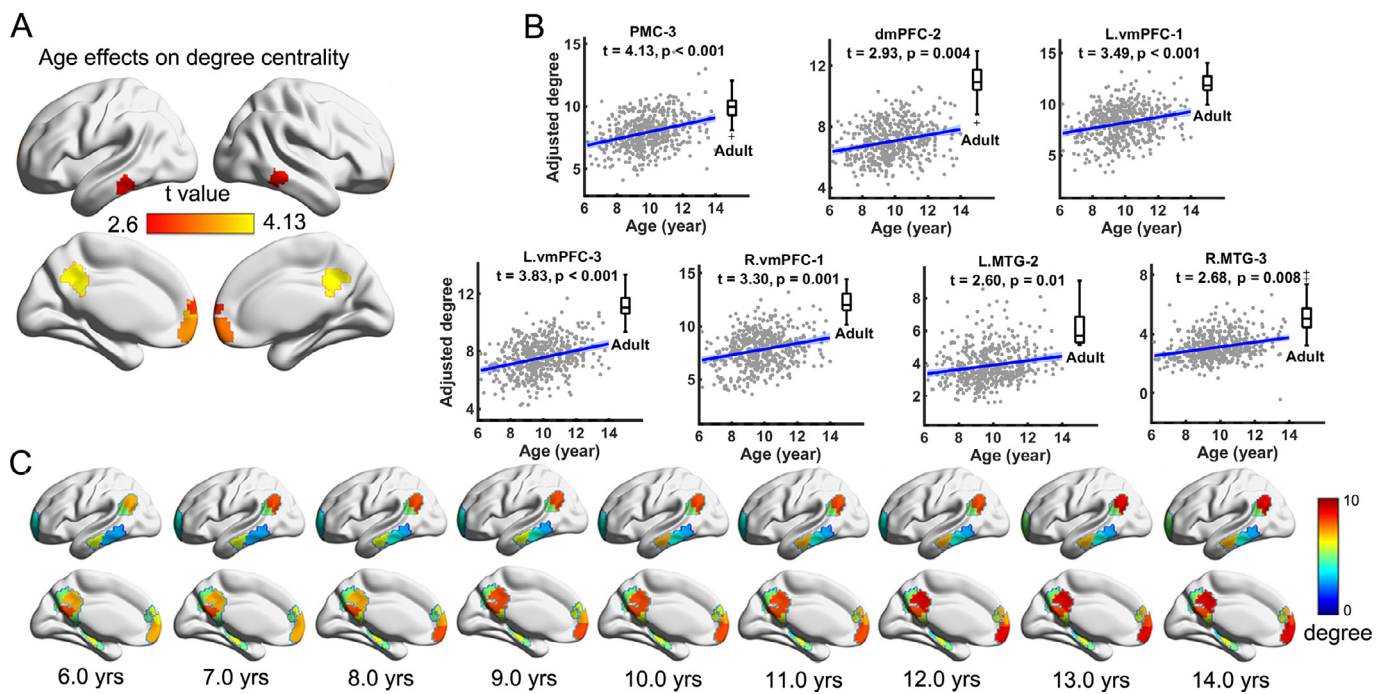 A
Age effects on degree centrality
t value
2.6
4.13
B
PMC-3
t = 4.13, p < 0.001
15
10
5
Adjusted degree
Adult
6 8 10 12 14
Age (year)
dmPFC-2
t = 2.93, p = 0.004
12
8
4
Adult
6 8 10 12 14
Age (year)
L.vmPFC-1
t = 3.49, p < 0.001
15
10
5
Adult
6 8 10 12 14
Age (year)
L.vmPFC-3
t = 3.83, p < 0.001
12
8
4
Adjusted degree
Adult
6 8 10 12 14
Age (year)
R.vmPFC-1
t = 3.30, p = 0.001
15
10
5
Adult
6 8 10 12 14
Age (year)
L.MTG-2
t = 2.60, p = 0.01
8
6
4
2
Adult
6 8 10 12 14
Age (year)
R.MTG-3
t = 2.68, p = 0.008
8
4
0
Adult
6 8 10 12 14
Age (year)
C
10
0
degree
6.0 yrs
7.0 yrs
8.0 yrs
9.0 yrs
10.0 yrs
11.0 yrs
12.0 yrs
13.0 yrs
14.0 yrs